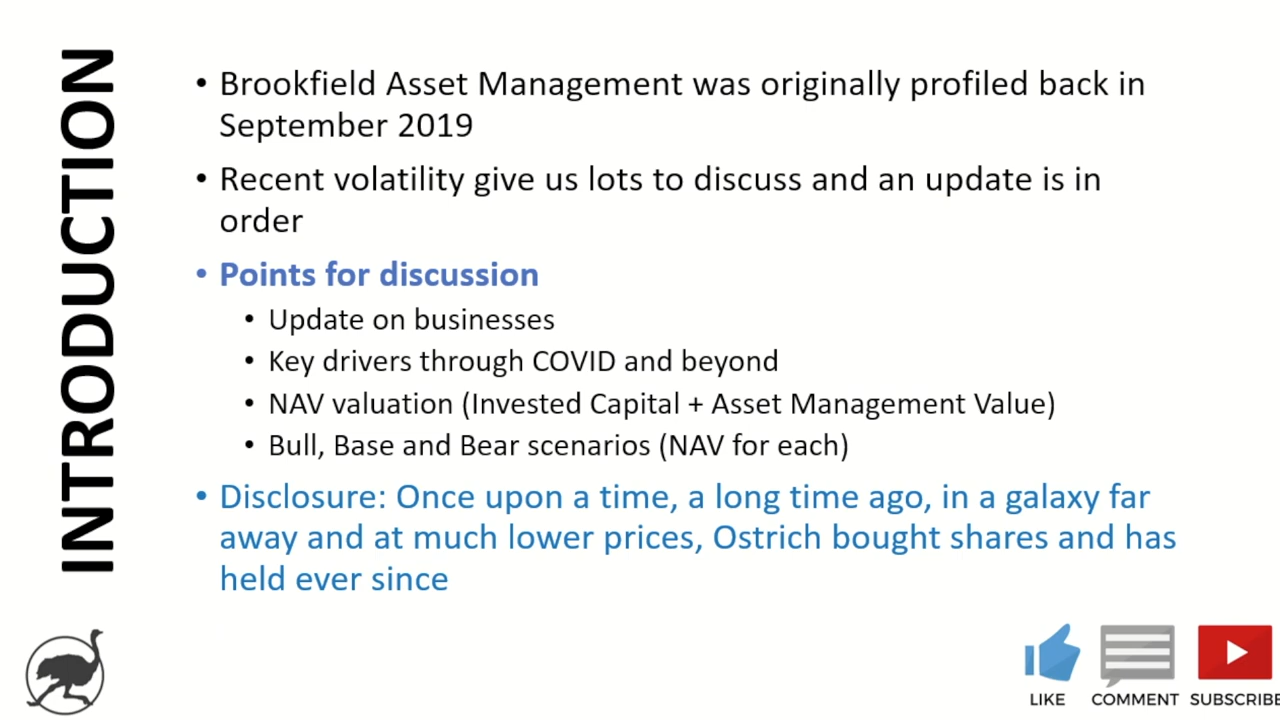 INTRODUCTION
• Brookfield Asset Management was originally profiled back in
September 2019
• Recent volatility give us lots to discuss and an update is in
order
• Points for discussion
• Update on businesses
• Key drivers through COVID and beyond
• NAV valuation (Invested Capital + Asset Management Value)
• Bull, Base and Bear scenarios (NAV for each)
• Disclosure: Once upon a time, a long time ago, in a galaxy far
away and at much lower prices, Ostrich bought shares and has
held ever since
LIKE COMMENT SUBSCRIBE